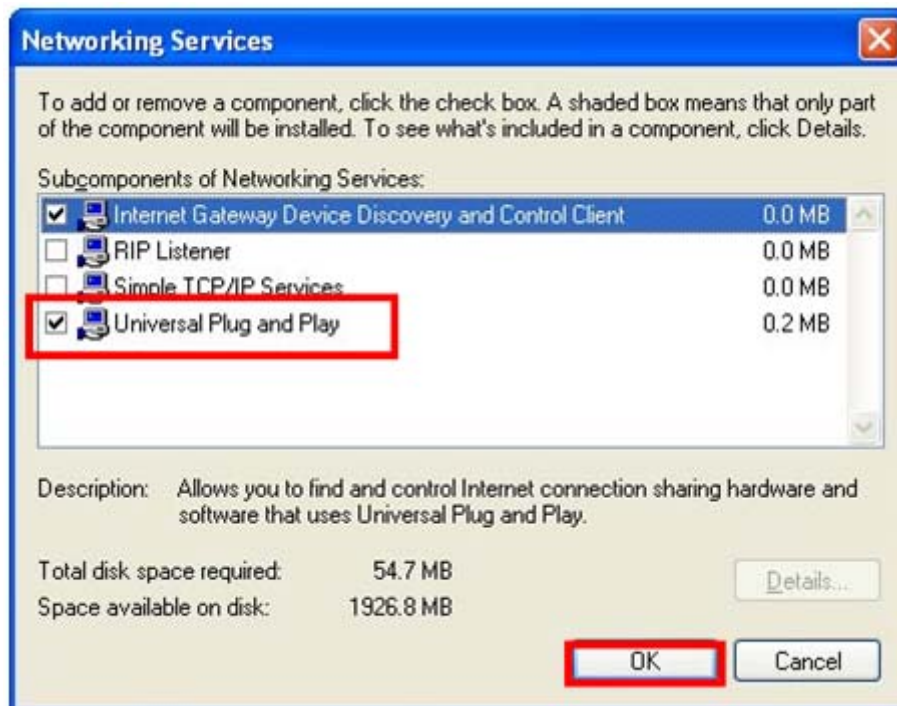 Networking Services
To add or remove a component, click the check box. A shaded box means that only part
of the component will be installed. To see what's included in a component, click Details.
Subcomponents of Networking Services:
Internet Gateway Device Discovery and Control Client 0.0 MB
RIP Listener 0.0 MB
Simple TCP/IP Services 0.0 MB
Universal Plug and Play 0.2 MB
Description: Allows you to find and control Internet connection sharing hardware and
software that uses Universal Plug and Play.
Total disk space required: 54.7 MB
Space available on disk: 1926.8 MB
Details...
OK Cancel